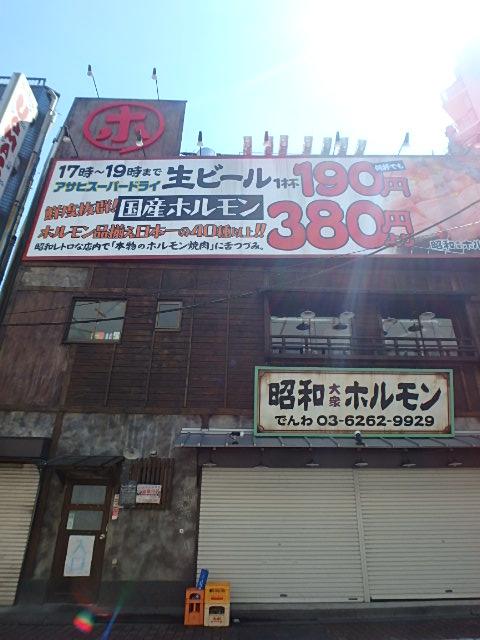 ホ
17時～19時まで
アサヒスーパードライ
生ビール1杯190円
何杯でも
鮮度抜群!
国産ホルモン
380円
ホルモン品揃え日本一の40種以上!!
昭和レトロな店内で「本物のホルモン焼肉」に舌つづみ。
昭和大衆ホルモン
でんわ 03-6262-9929